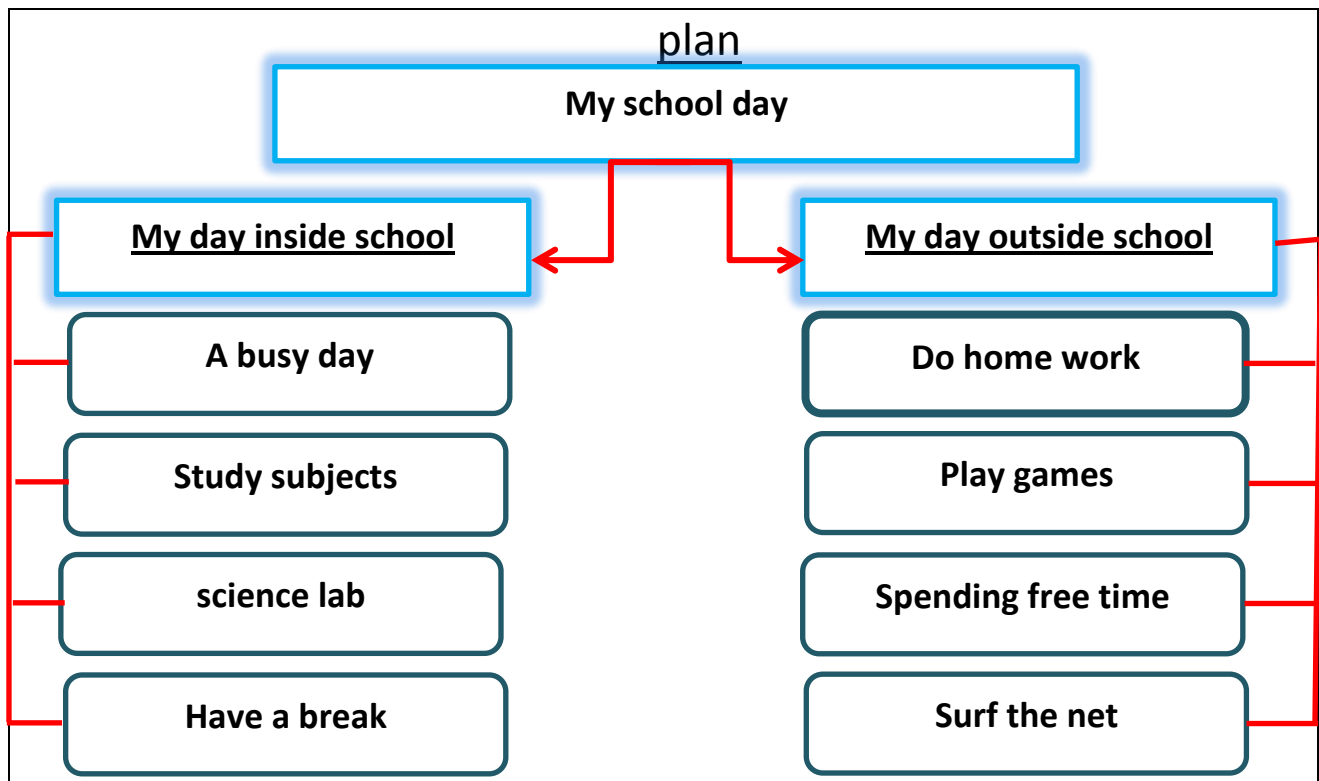 plan
My school day
My day inside school
A busy day
Study subjects
science lab
Have a break
My day outside school
Do home work
Play games
Spending free time
Surf the net